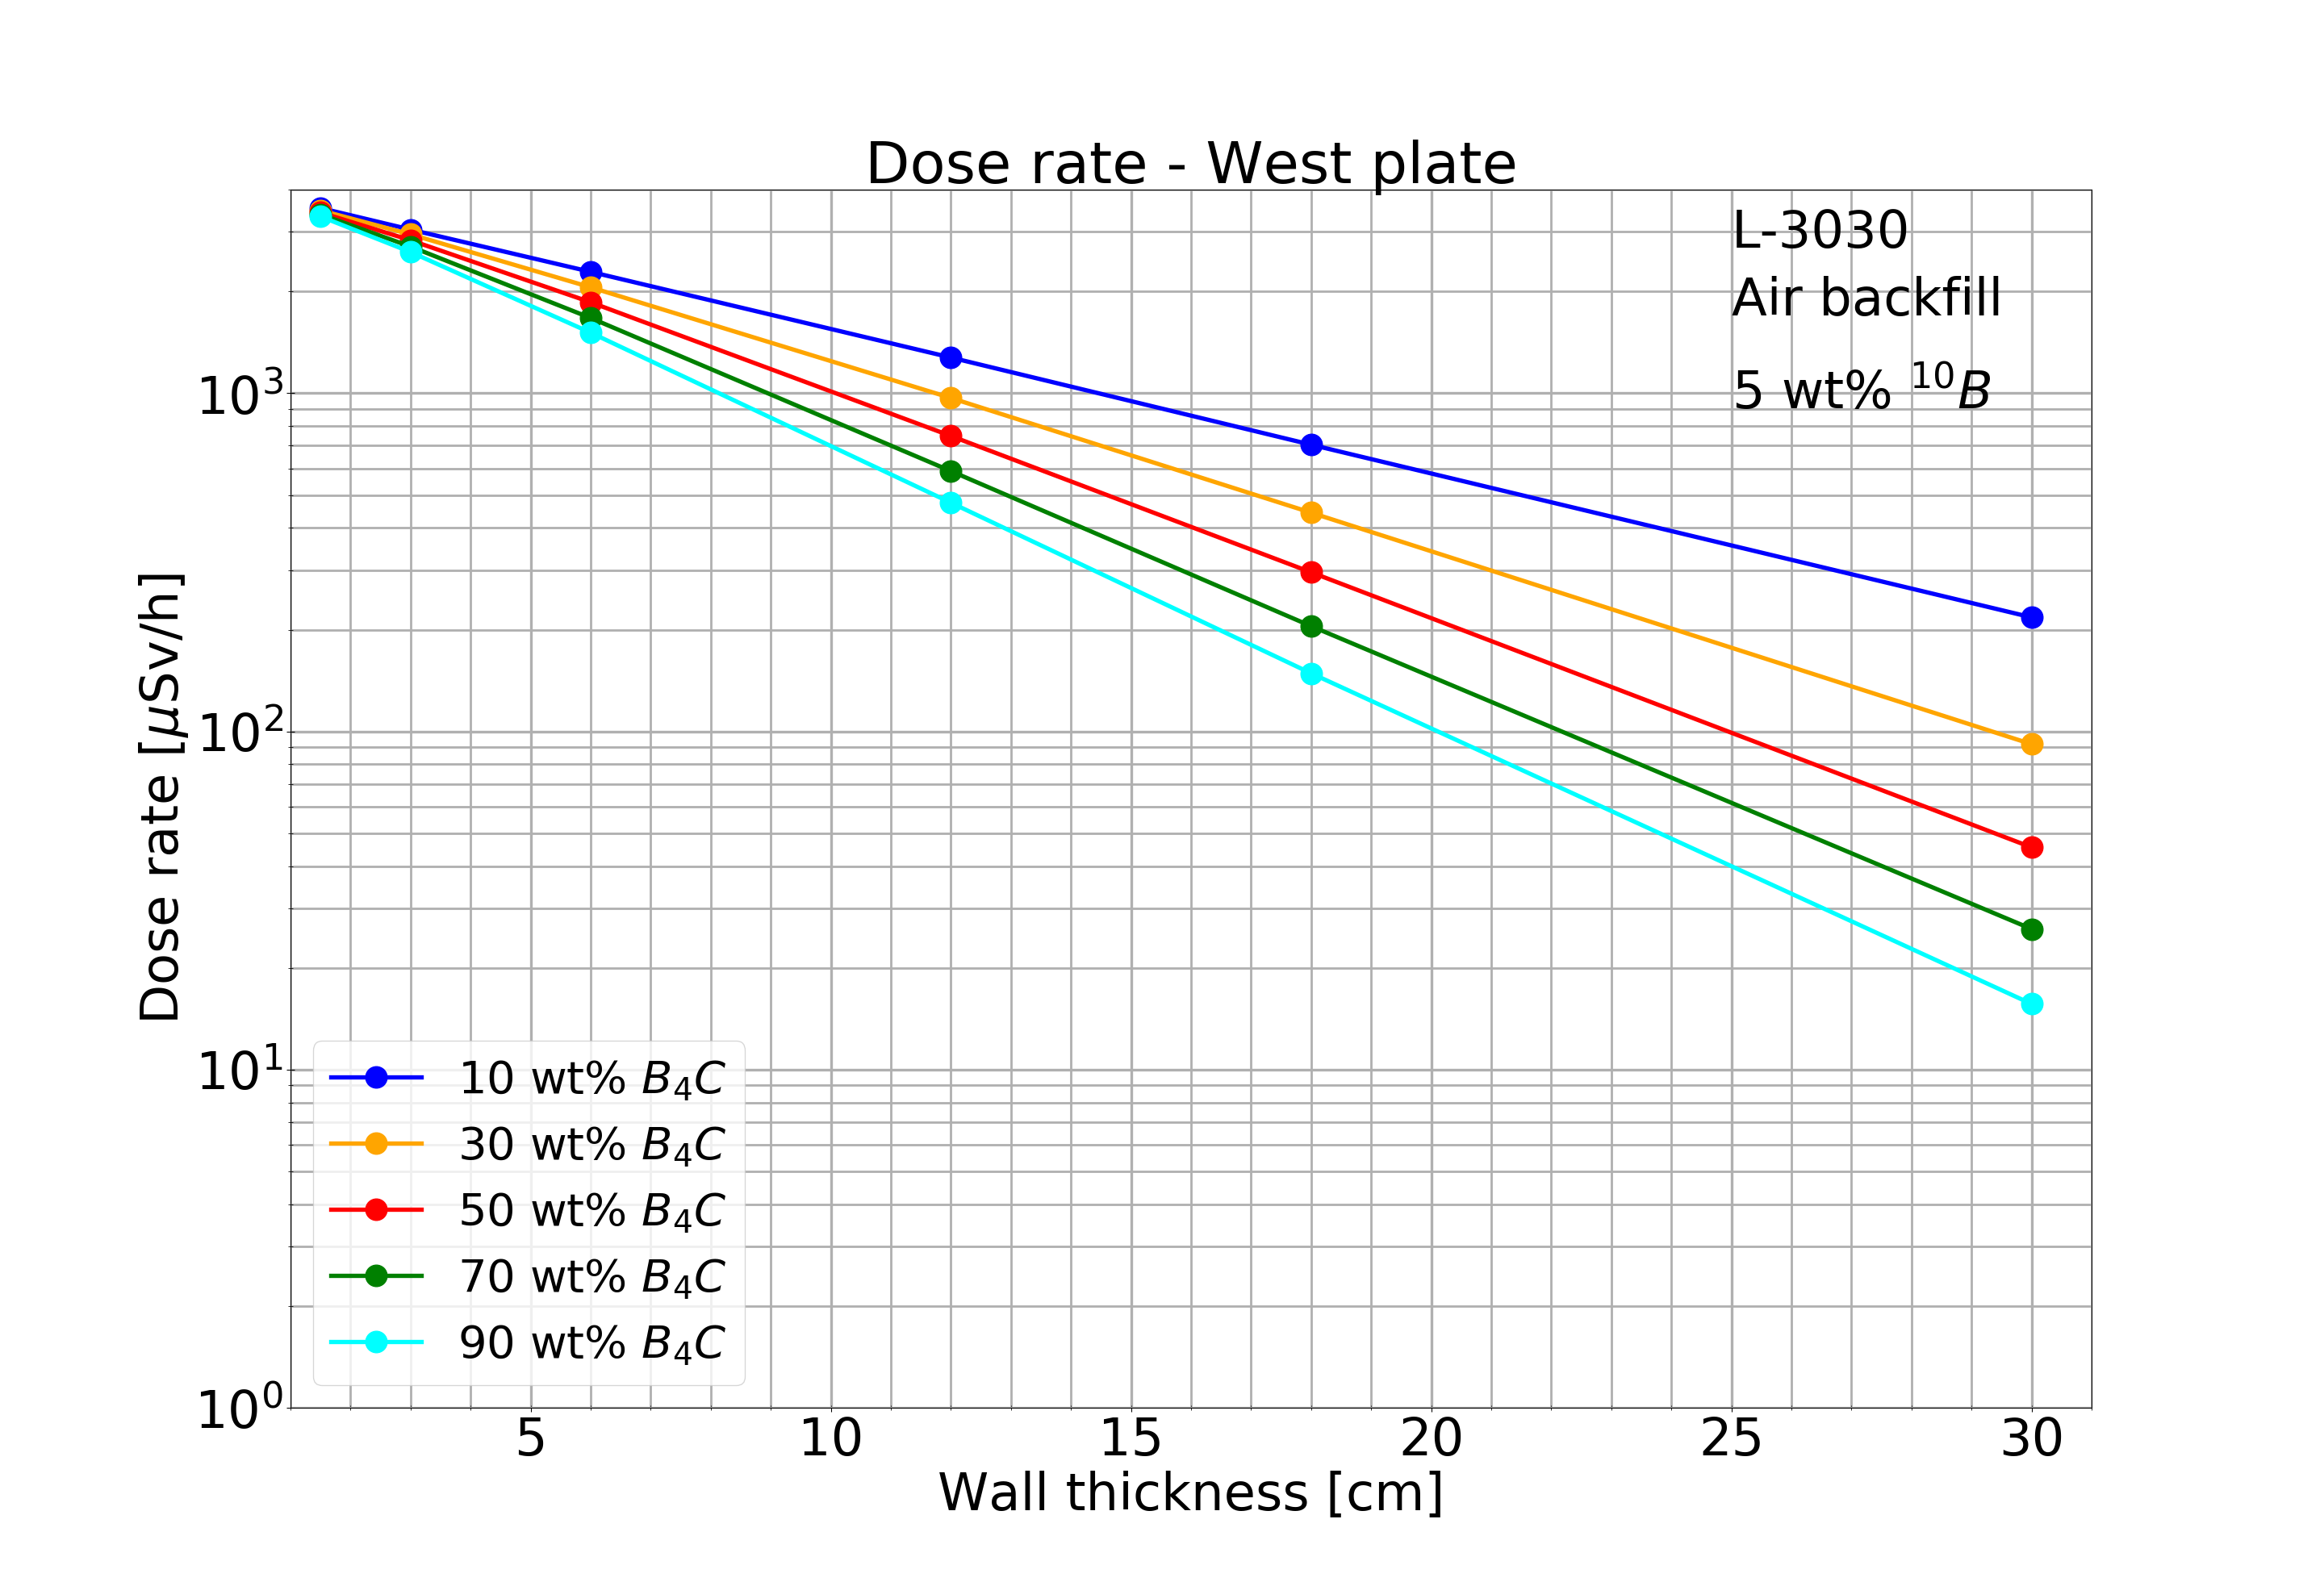 Dose rate - West plate
L-3030
Air backfill
5 wt% ¹⁰B
Dose rate [μSv/h]
10³
10²
10¹
10⁰
10 wt% B₄C
30 wt% B₄C
50 wt% B₄C
70 wt% B₄C
90 wt% B₄C
5 10 15 20 25 30
Wall thickness [cm]